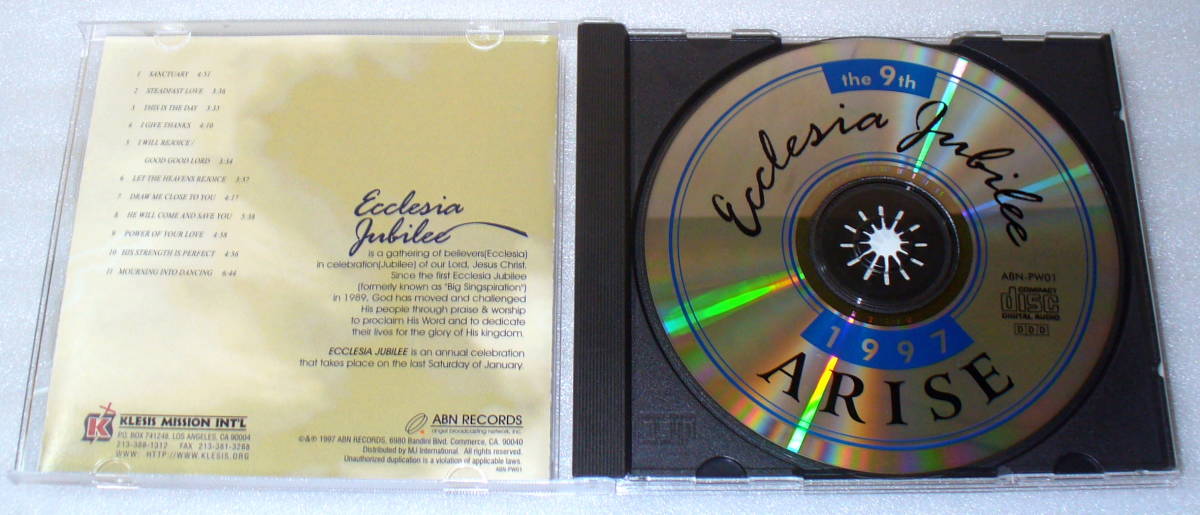 1 SANCTUARY 4:51
2 STEADFAST LOVE 3:36
3 THIS IS THE DAY 3:35
4 I GIVE THANKS 4:10
5 I WILL REJOICE/
GOOD GOOD LORD 3:34
6 LET THE HEAVENS REJOICE 3:57
7 DRAW ME CLOSE TO YOU 4:17
8 HE WILL COME AND SAVE YOU 5:38
9 POWER OF YOUR LOVE 4:58
10 HIS STRENGTH IS PERFECT 4:36
11 MOURNING INTO DANCING 6:44
Ecclesia
Jubilee
is a gathering of believers(Ecclesia)
in celebration(Jubilee) of our Lord, Jesus Christ.
Since the first Ecclesia Jubilee
(formerly known as "Big Singspiration")
in 1989, God has moved and challenged
His people through praise & worship
to proclaim His Word and to dedicate
their lives for the glory of His kingdom.
ECCLESIA JUBILEE is an annual celebration
that takes place on the last Saturday of January.
K KLESIS MISSION INT'L
P.O. BOX 741248, LOS ANGELES, CA 90004
213-389-1312 FAX 213-381-3288
WWW: HTTP://WWW.KLESIS.ORG
ABN RECORDS
angel broadcasting network, inc.
©&℗ 1997 ABN RECORDS, 6980 Bandini Blvd. Commerce, CA. 90040
Distributed by MJ International. All rights reserved.
Unauthorized duplication is a violation of applicable laws.
ABN-PW01
the 9th
Ecclesia Jubilee
ABN-PW01
COMPACT
disc
DIGITAL AUDIO
DDD
1997
ARISE